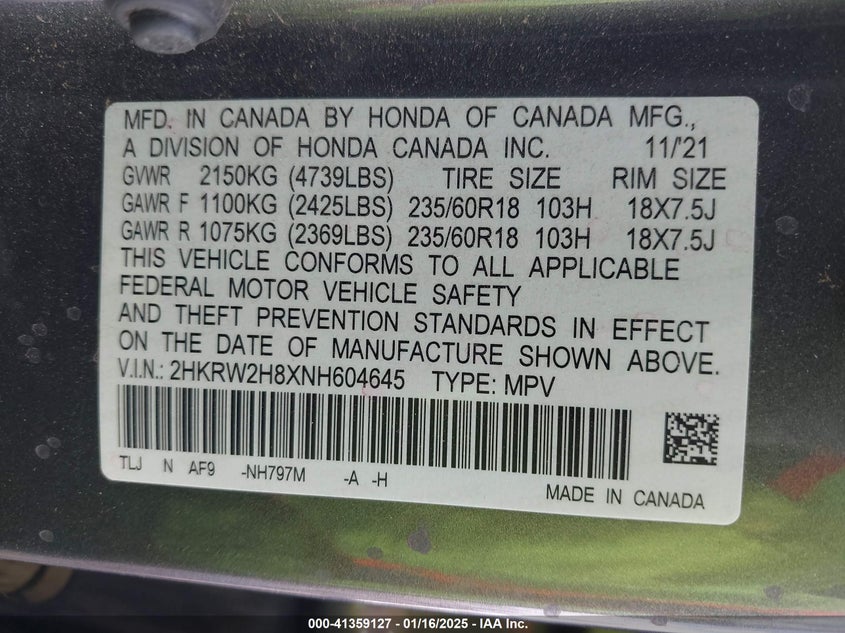 MFD. IN CANADA BY HONDA OF CANADA MFG.,
A DIVISION OF HONDA CANADA INC. 11/'21
GVWR 2150KG (4739LBS) TIRE SIZE RIM SIZE
GAWR F 1100KG (2425LBS) 235/60R18 103H 18X7.5J
GAWR R 1075KG (2369LBS) 235/60R18 103H 18X7.5J
THIS VEHICLE CONFORMS TO ALL APPLICABLE
FEDERAL MOTOR VEHICLE SAFETY
AND THEFT PREVENTION STANDARDS IN EFFECT
ON THE DATE OF MANUFACTURE SHOWN ABOVE.
V.I.N.: 2HKRW2H8XNH604645 TYPE: MPV
TLJ N AF9 -NH797M -A -H
MADE IN CANADA
000-41359127 - 01/16/2025 - IAA Inc.